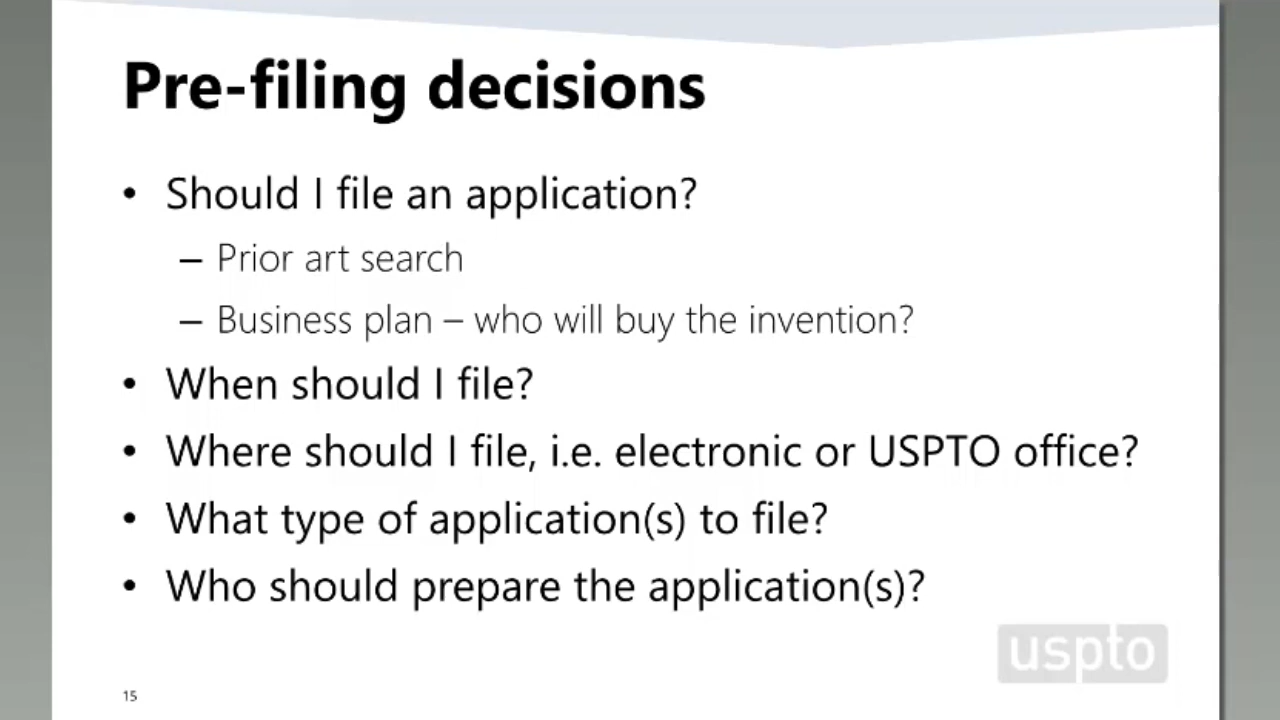 Pre-filing decisions
• Should I file an application?
– Prior art search
– Business plan – who will buy the invention?
• When should I file?
• Where should I file, i.e. electronic or USPTO office?
• What type of application(s) to file?
• Who should prepare the application(s)?
uspto
15